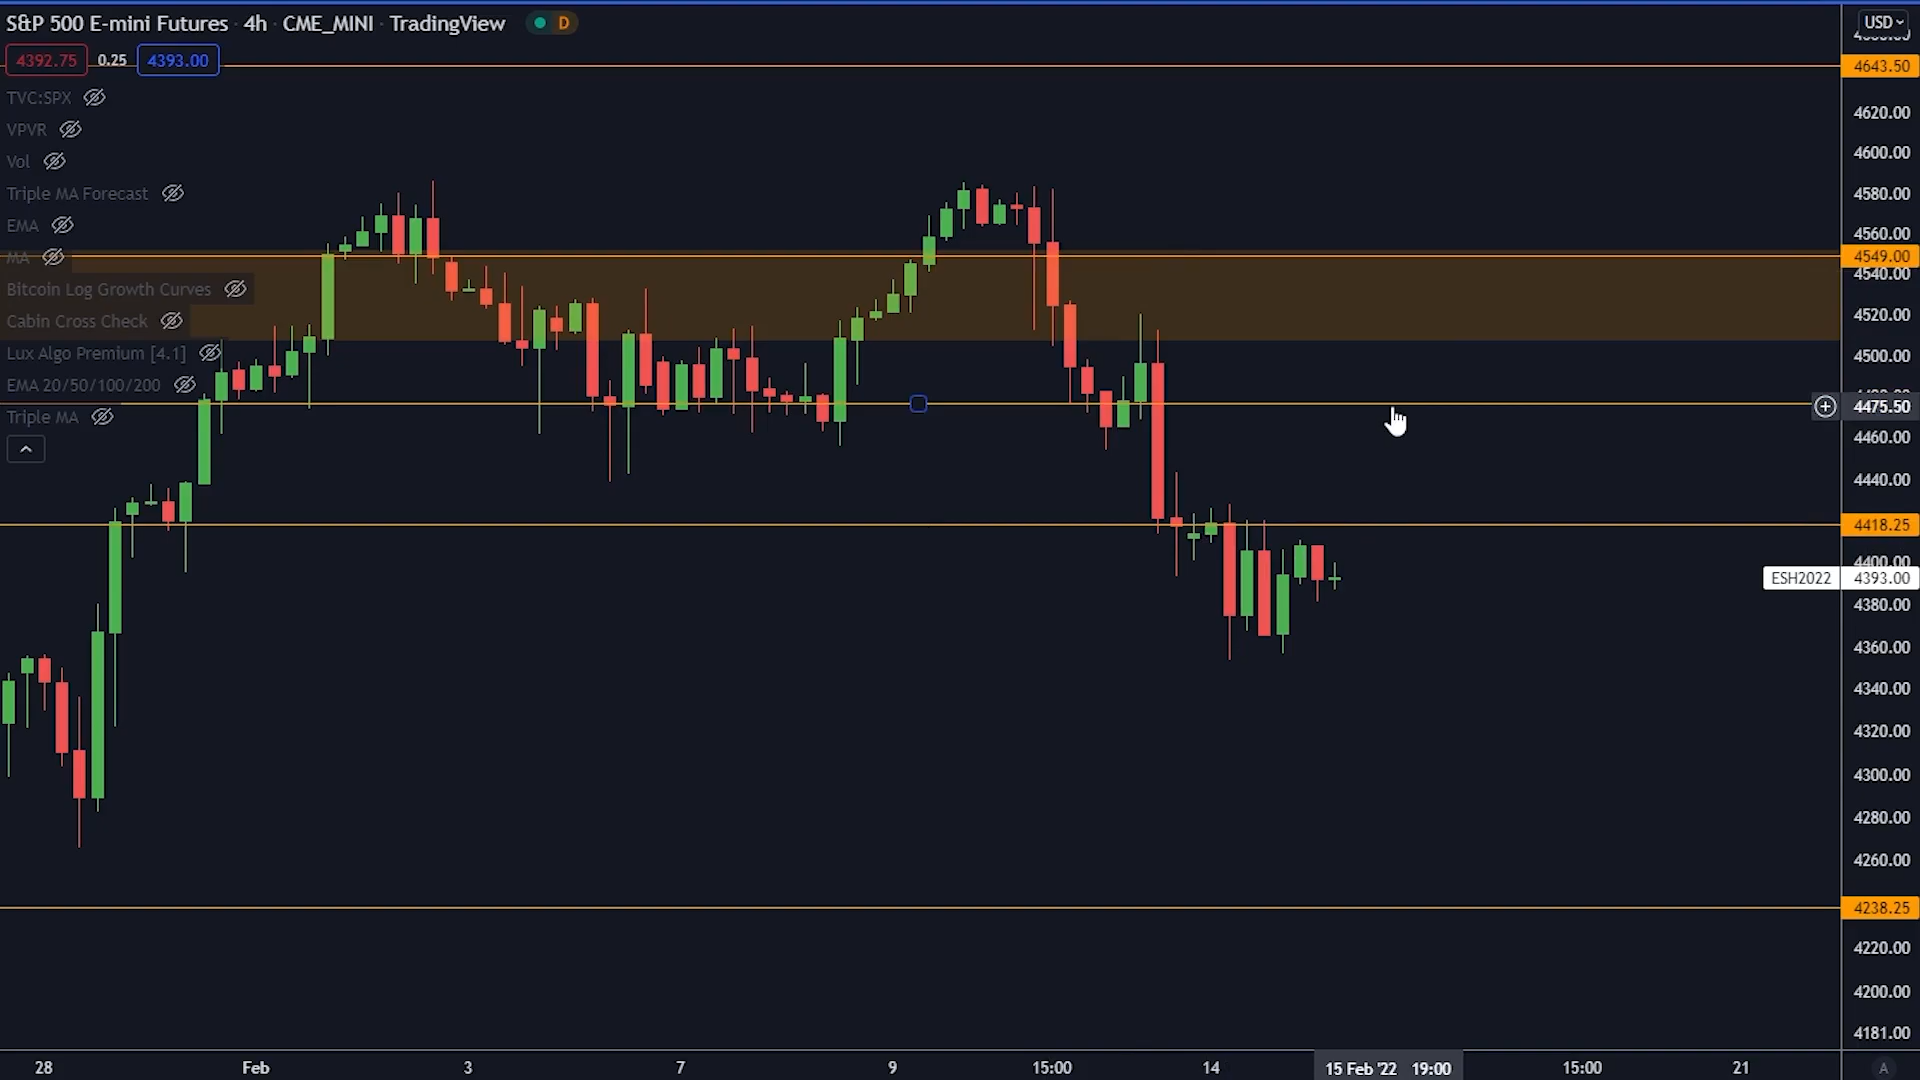 S&P 500 E-mini Futures · 4h · CME_MINI · TradingView D
4392.75 0.25 4393.00
TVC:SPX
VPVR
Vol
Triple MA Forecast
EMA
MA
Bitcoin Log Growth Curves
Cabin Cross Check
Lux Algo Premium [4.1]
EMA 20/50/100/200
Triple MA
USD
4643.50
4620.00
4600.00
4580.00
4560.00
4549.00
4540.00
4520.00
4500.00
4475.50
4460.00
4440.00
4418.25
4400.00
ESH2022 4393.00
4380.00
4360.00
4340.00
4320.00
4300.00
4280.00
4260.00
4238.25
4220.00
4200.00
4181.00
28 Feb 3 7 9 15:00 14 15 Feb '22 19:00 15:00 21 A